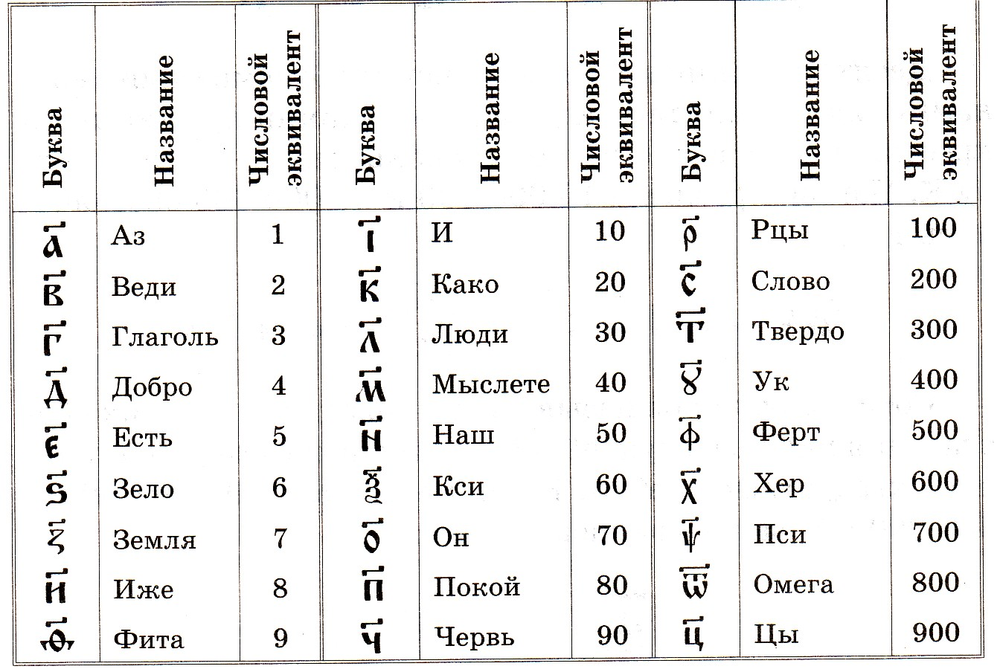 Буква Название Числовой эквивалент Буква Название Числовой эквивалент Буква Название Числовой эквивалент
а҃ Аз 1 і҃ И 10 р҃ Рцы 100
в҃ Веди 2 к҃ Како 20 с҃ Слово 200
г҃ Глаголь 3 л҃ Люди 30 т҃ Твердо 300
д҃ Добро 4 м҃ Мыслете 40 ꙋ҃ Ук 400
є҃ Есть 5 н҃ Наш 50 ф҃ Ферт 500
ѕ҃ Зело 6 ѯ҃ Кси 60 х҃ Хер 600
з҃ Земля 7 о҃ Он 70 ѱ҃ Пси 700
и҃ Иже 8 п҃ Покой 80 ѿ҃ Омега 800
ѳ҃ Фита 9 ч҃ Червь 90 ц҃ Цы 900